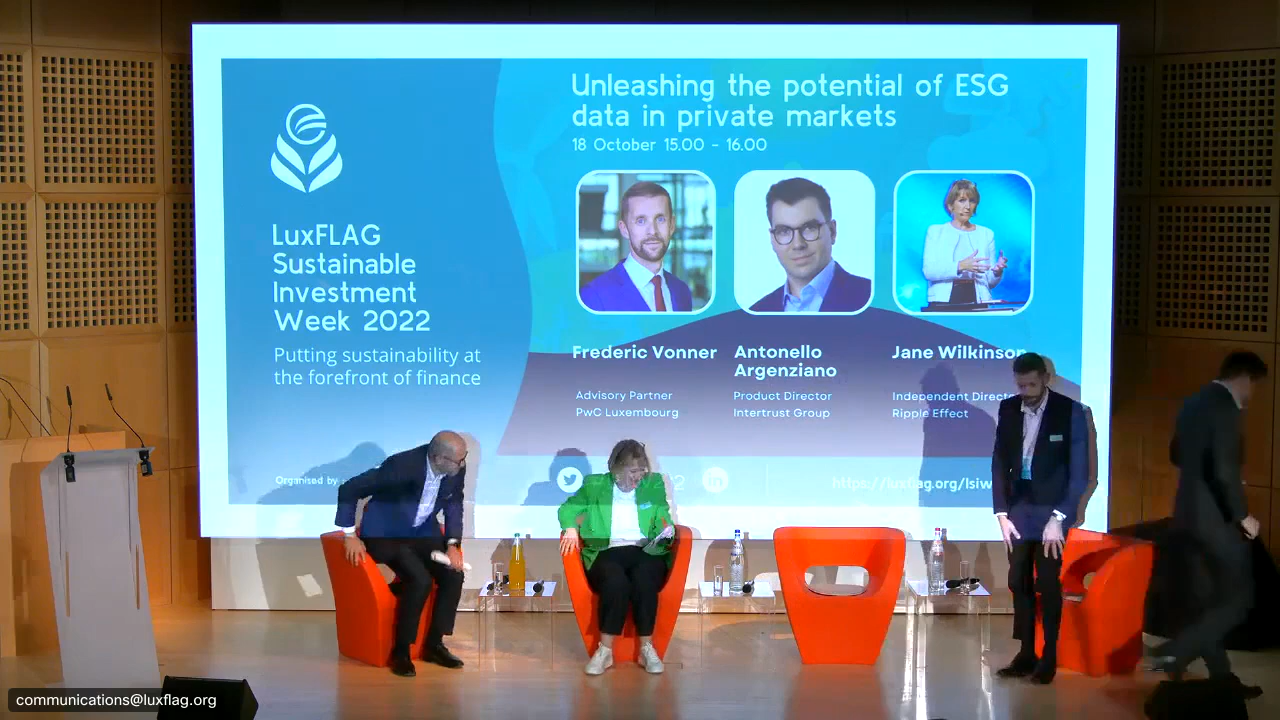 Unleashing the potential of ESG
data in private markets
18 October 15.00 - 16.00
LuxFLAG
Sustainable
Investment
Week 2022
Putting sustainability at
the forefront of finance
Frederic Vonner
Advisory Partner
PwC Luxembourg
Antonello
Argenziano
Product Director
Intertrust Group
Jane Wilkinson
Independent
Ripple Effect
Organised by
in
https://luxflag.org/lsiw
communications@luxflag.org